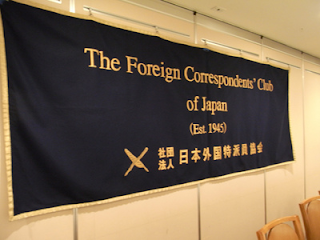 The Foreign Correspondents' Club
of Japan
(Est. 1945)
社団法人 日本外国特派員協会